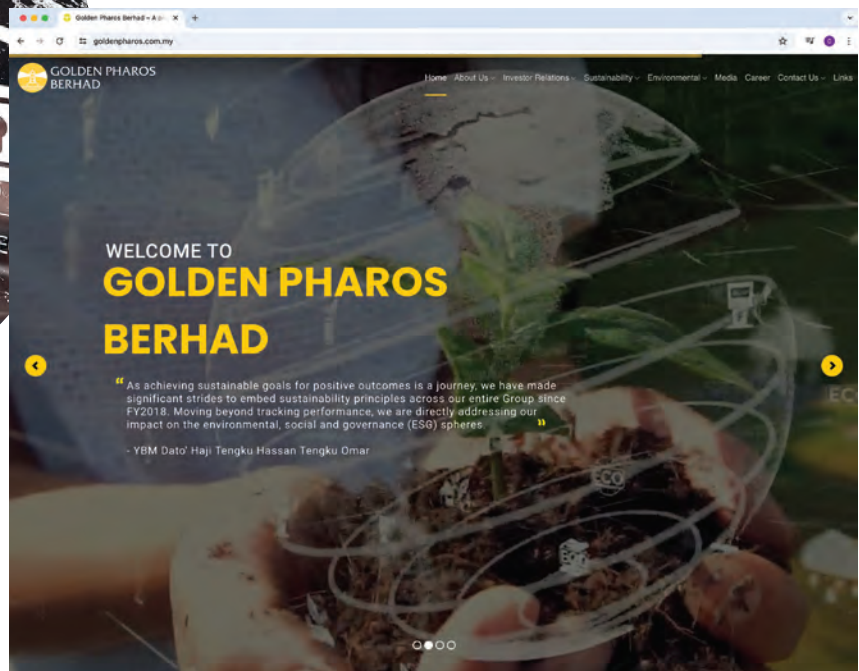 Golden Pharos Berhad – A
goldenpharos.com.my
GOLDEN PHAROS
BERHAD
Home About Us Investor Relations Sustainability Environmental Media Career Contact Us Links
WELCOME TO
GOLDEN PHAROS
BERHAD
“ As achieving sustainable goals for positive outcomes is a journey, we have made
significant strides to embed sustainability principles across our entire Group since
FY2018. Moving beyond tracking performance, we are directly addressing our
impact on the environmental, social and governance (ESG) spheres. ”
- YBM Dato' Haji Tengku Hassan Tengku Omar
ECO
EC